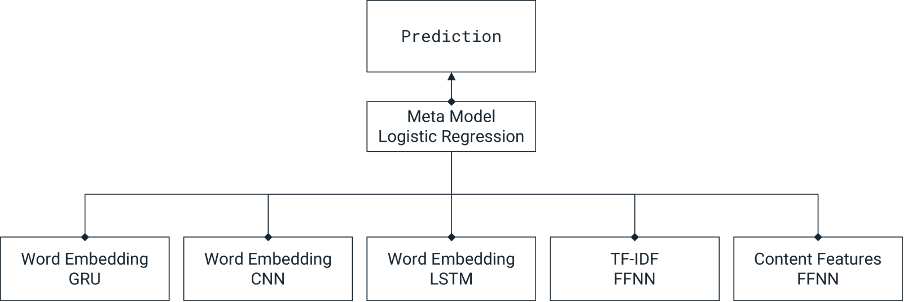 Prediction
Meta Model
Logistic Regression
Word Embedding
GRU
Word Embedding
CNN
Word Embedding
LSTM
TF-IDF
FFNN
Content Features
FFNN